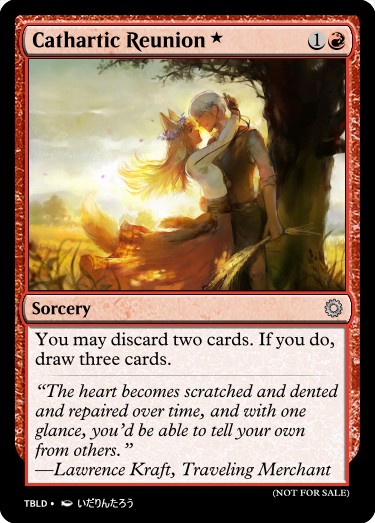 Cathartic Reunion ★ 1
Sorcery
You may discard two cards. If you do,
draw three cards.
“The heart becomes scratched and dented
and repaired over time, and with one
glance, you’d be able to tell your own
from others.”
—Lawrence Kraft, Traveling Merchant
(NOT FOR SALE)
TBLD • いだりんたろう